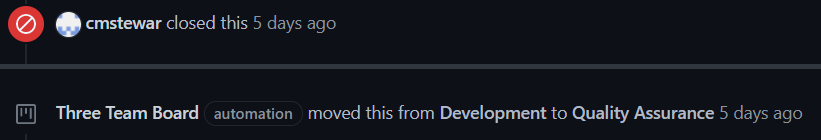 cmstewar closed this 5 days ago
Three Team Board automation moved this from Development to Quality Assurance 5 days ago